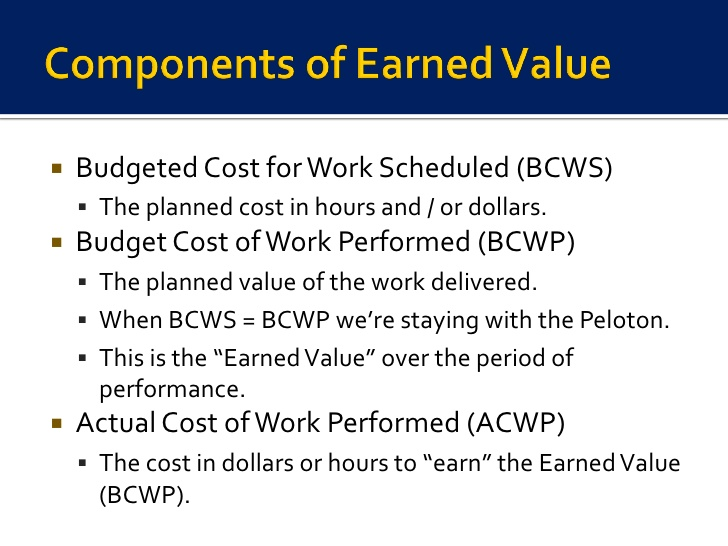 Components of Earned Value
Budgeted Cost for Work Scheduled (BCWS)
The planned cost in hours and / or dollars.
Budget Cost of Work Performed (BCWP)
The planned value of the work delivered.
When BCWS = BCWP we’re staying with the Peloton.
This is the “Earned Value” over the period of
performance.
Actual Cost of Work Performed (ACWP)
The cost in dollars or hours to “earn” the Earned Value
(BCWP).